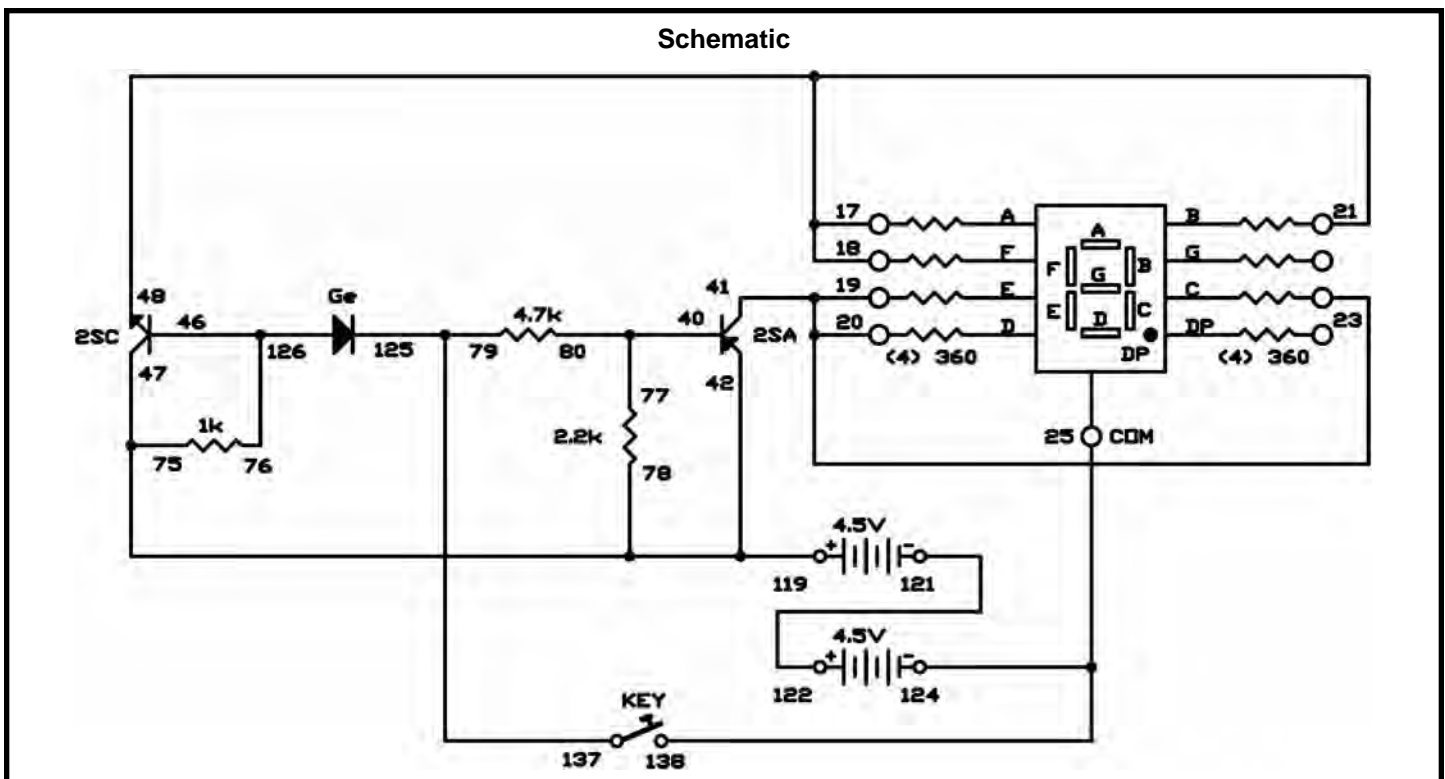 Schematic
17 A B 21
A
18 F F B G
G
48 Ge 41 19 E E C C
4.7k
2SC 46 40 2SA 20 D D DP 23
126 125 79 80 (4) 360 DP (4) 360
47 42
1k 77
2.2k 25 COM
75 76 78
4.5V
+ -
119 121
4.5V
+ -
122 124
KEY
137 138